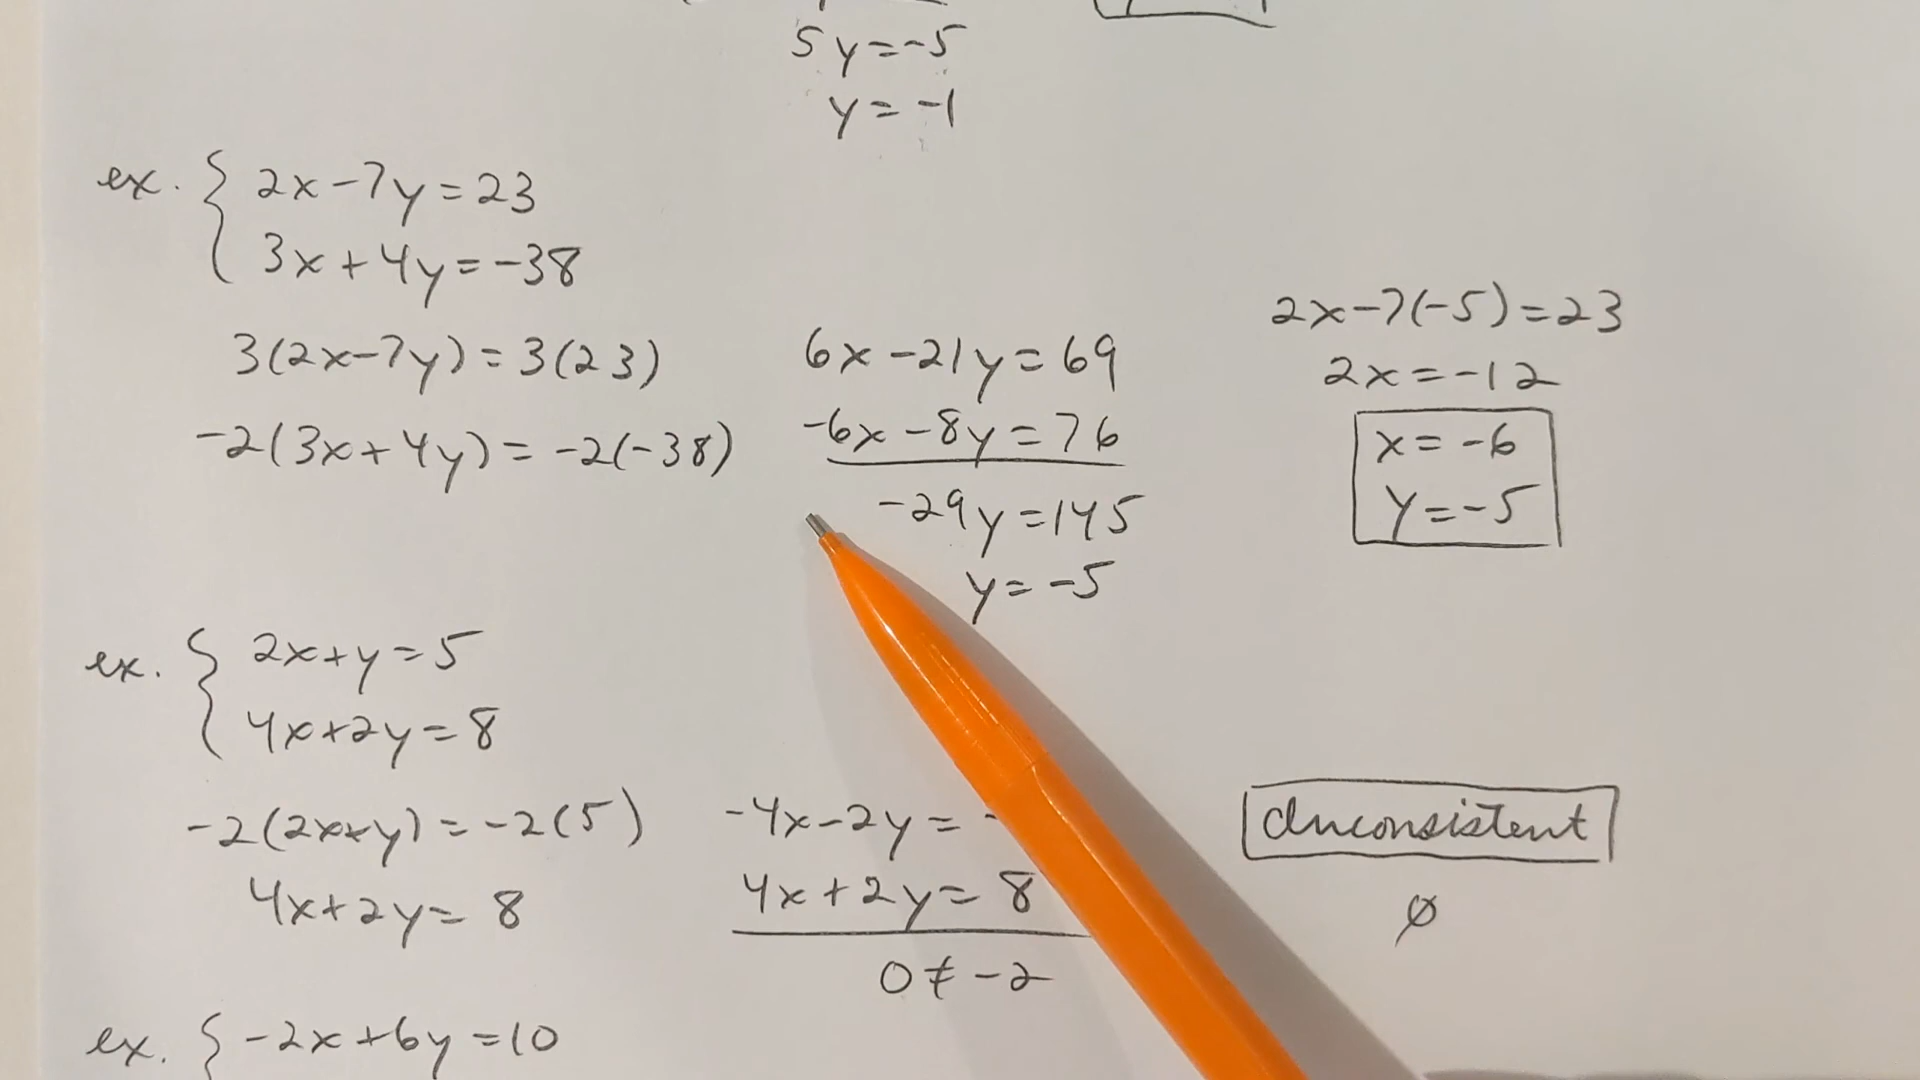 5y=-5
y=-1
ex. { 2x-7y=23
3x+4y=-38
3(2x-7y)=3(23)
-2(3x+4y)=-2(-38)
6x-21y=69
-6x-8y=76
-29y=145
y=-5
2x-7(-5)=23
2x=-12
x=-6
y=-5
ex. { 2x+y=5
4x+2y=8
-2(2x+y)=-2(5)
4x+2y=8
-4x-2y=-
4x+2y=8
0≠-2
Inconsistent
∅
ex. { -2x+6y=10